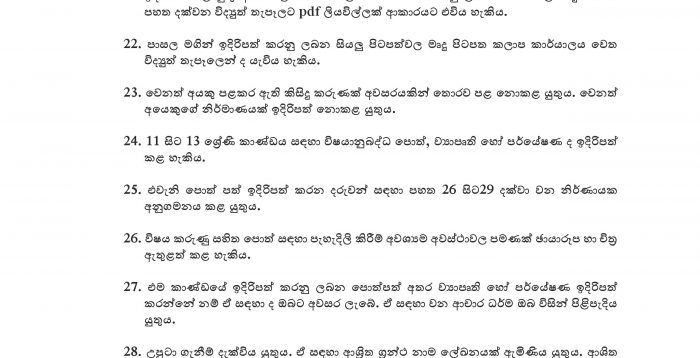 පහත දක්වන විද්‍යුත් තැපෑලට pdf ලියවිල්ලක් ආකාරයට එවිය හැකිය.
22. පාසල මගින් ඉදිරිපත් කරනු ලබන සියලු පිටපත්වල මෘදු පිටපත කලාප කාර්යාලය වෙත
විද්‍යුත් තැපෑලෙන් ද යැවිය හැකිය.
23. වෙනත් අයකු පළකර ඇති කිසිදු කරුණක් අවසරයකින් තොරව පළ නොකළ යුතුය. වෙනත්
අයෙකුගේ නිර්මාණයක් ඉදිරිපත් නොකළ යුතුය.
24. 11 සිට 13 ශ්‍රේණි කාණ්ඩය සඳහා විෂයානුබද්ධ පොත්, ව්‍යාපෘති හෝ පර්යේෂණ ද ඉදිරිපත්
කළ හැකිය.
25. එවැනි පොත් පත් ඉදිරිපත් කරන දරුවන් සඳහා පහත 26 සිට29 දක්වා වන නිර්ණායක
අනුගමනය කළ යුතුය.
26. විෂය කරුණු සහිත පොත් සඳහා පැහැදිලි කිරීම් අවශ්‍යම අවස්ථාවල පමණක් ඡායාරූප හා චිත්‍ර
ඇතුළත් කළ හැකිය.
27. එම කාණ්ඩයේ ඉදිරිපත් කරනු ලබන පොත්පත් අතර ව්‍යාපෘති හෝ පර්යේෂණ ඉදිරිපත්
කරන්නේ නම් ඒ සඳහා ද ඔබට අවසර ලැබේ. ඒ සඳහා වන ආචාර ධර්ම ඔබ විසින් පිළිපැදිය
යුතුය.
28. උපුටා ගැනීම් දැක්විය යුතුය. ඒ සඳහා ආශ්‍රිත ග්‍රන්ථ නාම ලේඛනයක් ඇමිණිය යුතුය. ආශ්‍රිත